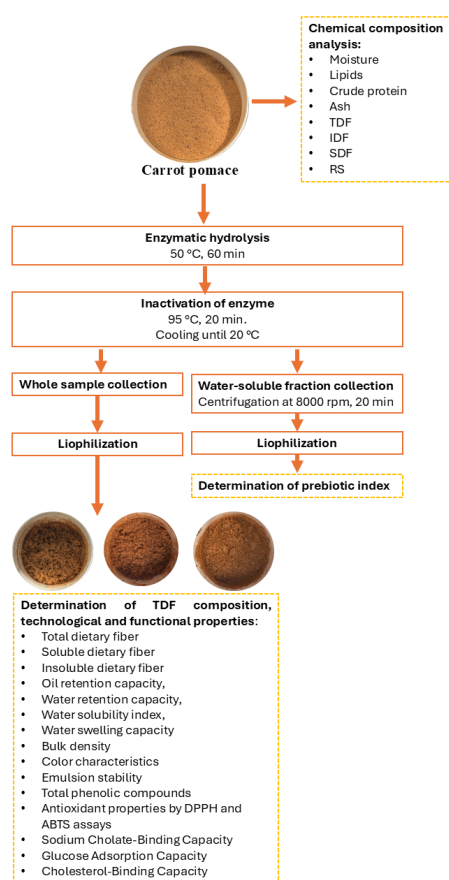 Chemical composition
analysis:
• Moisture
• Lipids
• Crude protein
• Ash
• TDF
• IDF
• SDF
• RS
Carrot pomace
Enzymatic hydrolysis
50 ºC, 60 min
Inactivation of enzyme
95 ºC, 20 min.
Cooling until 20 ºC
Whole sample collection
Water-soluble fraction collection
Centrifugation at 8000 rpm, 20 min
Liophilization
Liophilization
Determination of prebiotic index
Determination of TDF composition,
technological and functional properties:
• Total dietary fiber
• Soluble dietary fiber
• Insoluble dietary fiber
• Oil retention capacity,
• Water retention capacity,
• Water solubility index,
• Water swelling capacity
• Bulk density
• Color characteristics
• Emulsion stability
• Total phenolic compounds
• Antioxidant properties by DPPH and
ABTS assays
• Sodium Cholate-Binding Capacity
• Glucose Adsorption Capacity
• Cholesterol-Binding Capacity